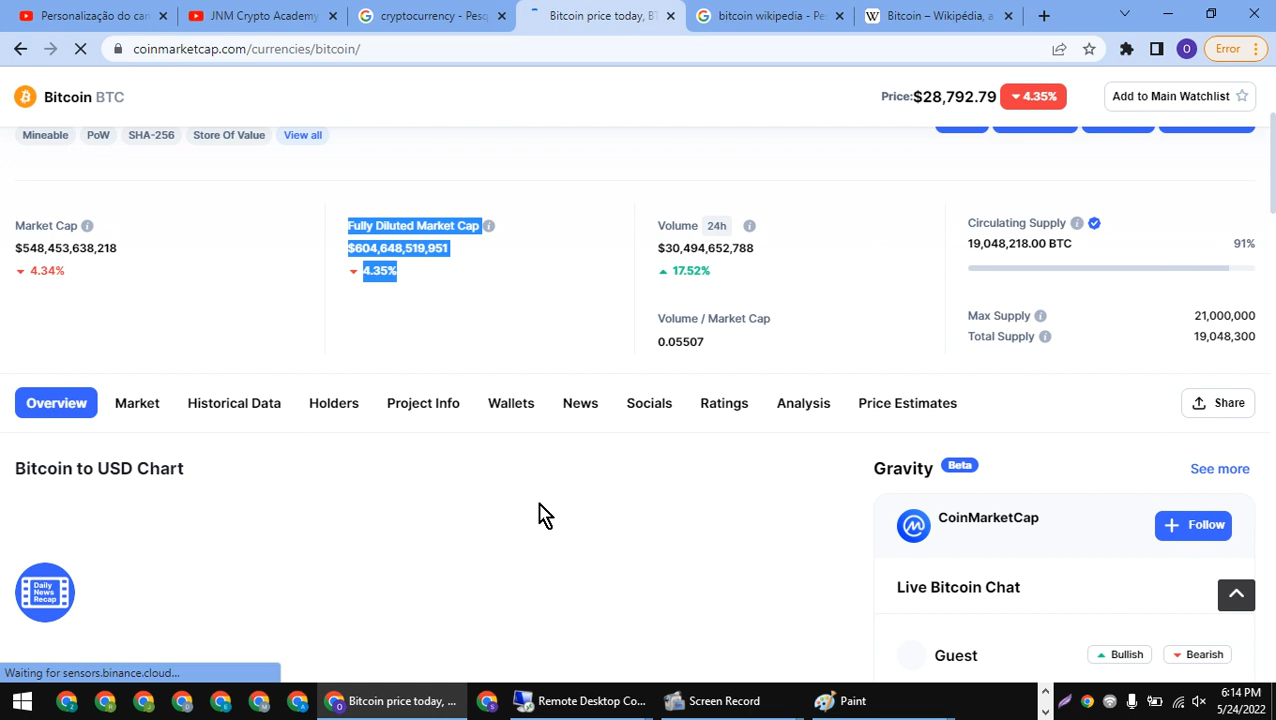 Personalização do can
JNM Crypto Academy
cryptocurrency - Pesq
Bitcoin price today, BT
bitcoin wikipedia - Pes
Bitcoin – Wikipédia, a
coinmarketcap.com/currencies/bitcoin/
O
Error
Bitcoin BTC
Price:$28,792.79
4.35%
Add to Main Watchlist
Mineable
PoW
SHA-256
Store Of Value
View all
Market Cap
$548,453,638,218
4.34%
Fully Diluted Market Cap
$604,648,519,951
4.35%
Volume 24h
$30,494,652,788
17.52%
Volume / Market Cap
0.05507
Circulating Supply
19,048,218.00 BTC
91%
Max Supply
21,000,000
Total Supply
19,048,300
Overview
Market
Historical Data
Holders
Project Info
Wallets
News
Socials
Ratings
Analysis
Price Estimates
Share
Bitcoin to USD Chart
Gravity Beta
See more
CoinMarketCap
Follow
Daily
News
Recap
Live Bitcoin Chat
Guest
Bullish
Bearish
Waiting for sensors.binance.cloud...
Bitcoin price today, ...
Remote Desktop Co...
Screen Record
Paint
6:14 PM
5/24/2022